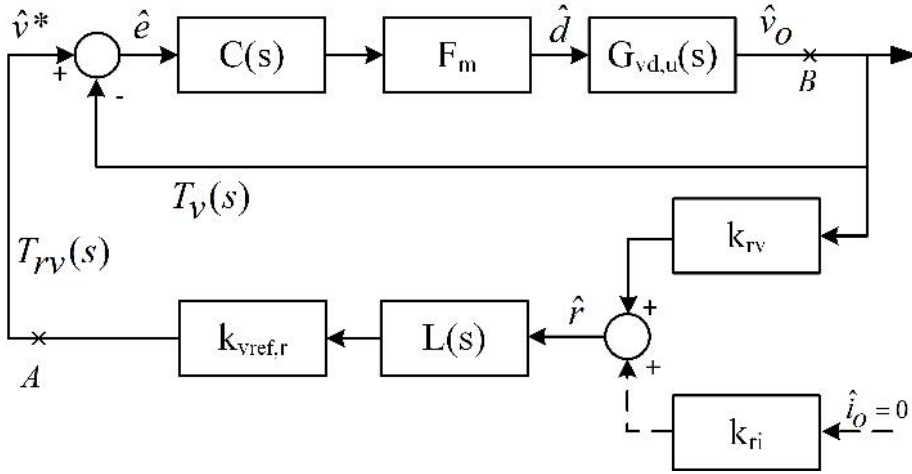 v̂* ê C(s) F_m d̂ G_vd,u(s) v̂_o
+
-
B
T_v(s)
k_rv
T_rv(s)
+
r̂
k_vref,r L(s)
+
A
î_o = 0
k_ri